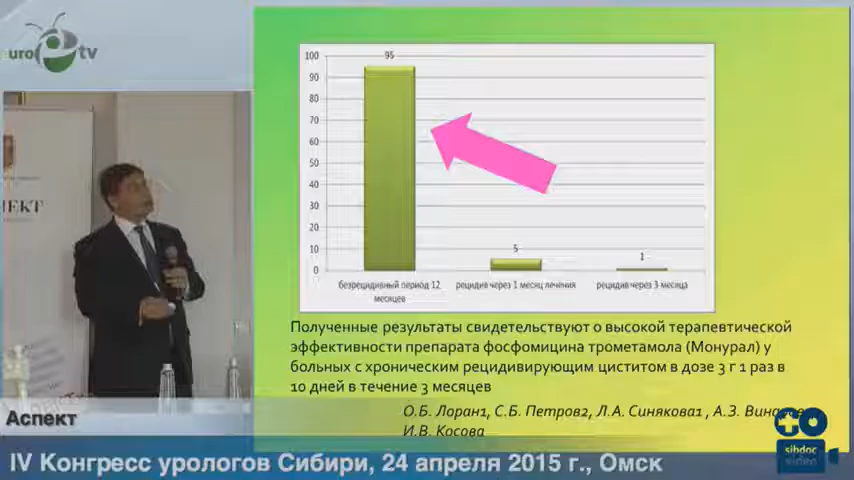 uro tv
100
90
80
70
60
50
40
30
20
10
0
95
5
1
безрецидивный период 12
месяцев
рецидив через 1 месяц лечения
рецидив через 3 месяца
Полученные результаты свидетельствуют о высокой терапевтической
эффективности препарата фосфомицина трометамола (Монурал) у
больных с хроническим рецидивирующим циститом в дозе 3 г 1 раз в
10 дней в течение 3 месяцев
О.Б. Лоран1, С.Б. Петров2, Л.А. Синякова1 , А.З.
И.В. Косова
Аспект
IV Конгресс урологов Сибири, 24 апреля 2015 г., Омск
sibdoc
video